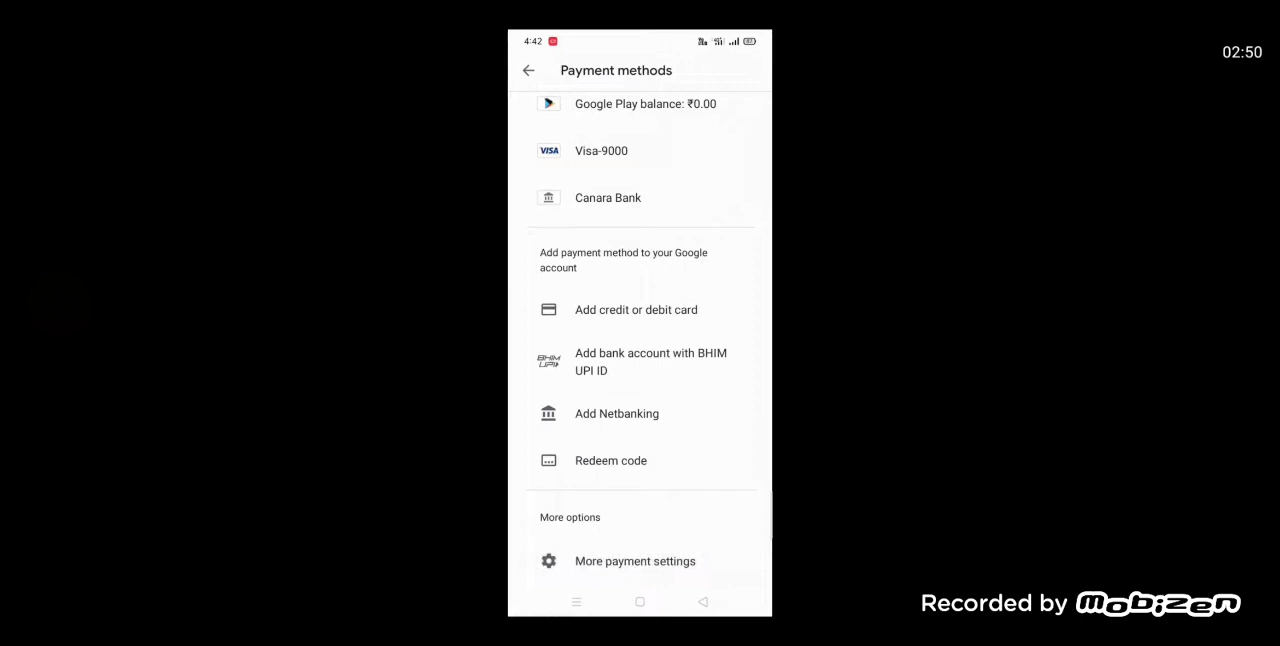 4:42
02:50
Payment methods
Google Play balance: ₹0.00
VISA Visa-9000
Canara Bank
Add payment method to your Google
account
Add credit or debit card
BHIM
UPI
Add bank account with BHIM
UPI ID
Add Netbanking
Redeem code
More options
More payment settings
Recorded by mobizen